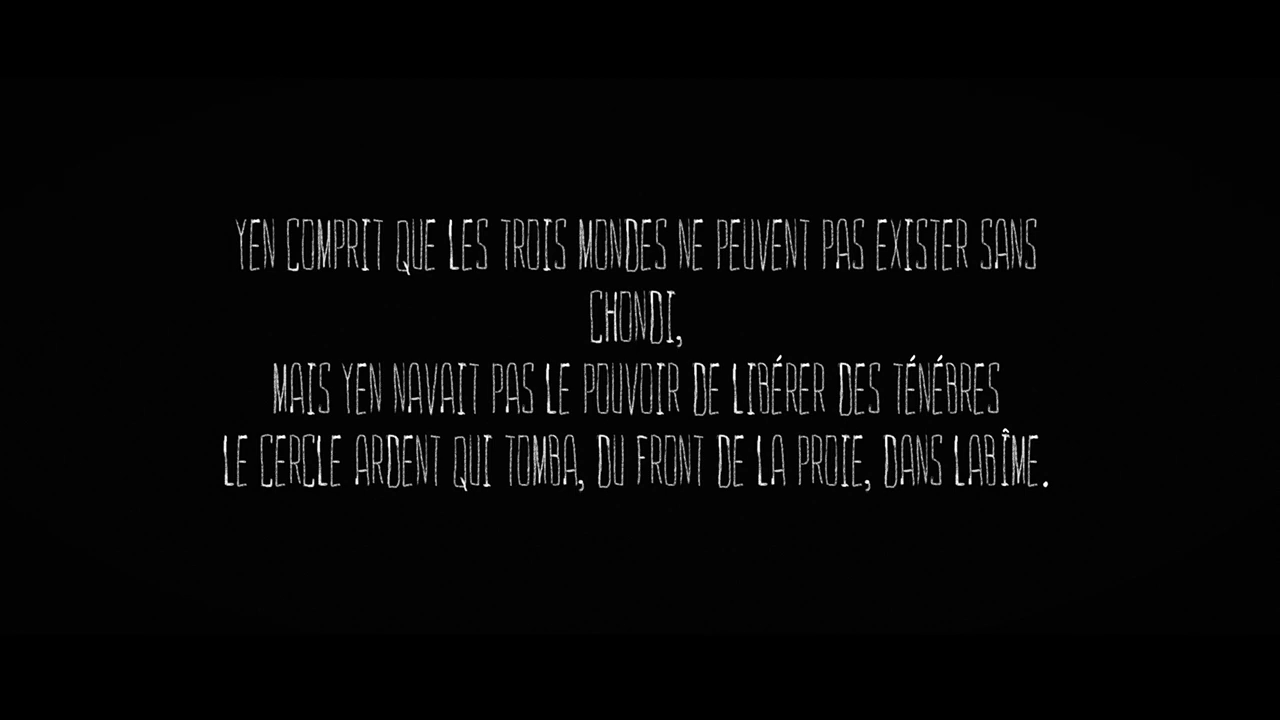 YEN COMPRIT QUE LES TROIS MONDES NE PEUVENT PAS EXISTER SANS
CHONDI,
MAIS YEN NAVAIT PAS LE POUVOIR DE LIBÉRER DES TÉNÉBRES
LE CERCLE ARDENT QUI TOMBA, DU FRONT DE LA PROIE, DANS LABÎME.